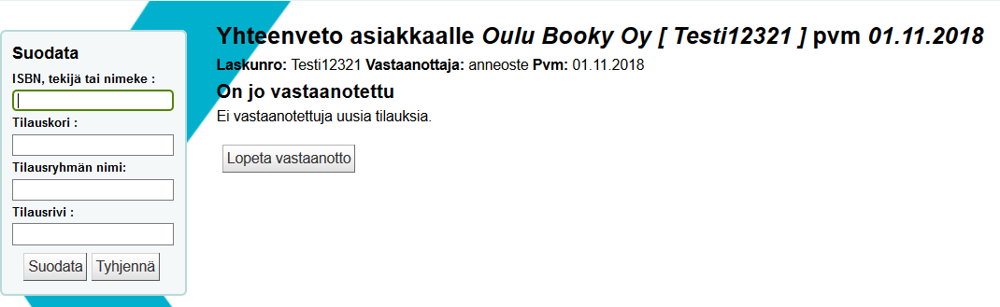 Suodata
ISBN, tekijä tai nimeke :
Tilauskori :
Tilausryhmän nimi:
Tilausrivi :
Suodata Tyhjennä
Yhteenveto asiakkaalle Oulu Booky Oy [ Testi12321 ] pvm 01.11.2018
Laskunro: Testi12321 Vastaanottaja: anneoste Pvm: 01.11.2018
On jo vastaanotettu
Ei vastaanotettuja uusia tilauksia.
Lopeta vastaanotto